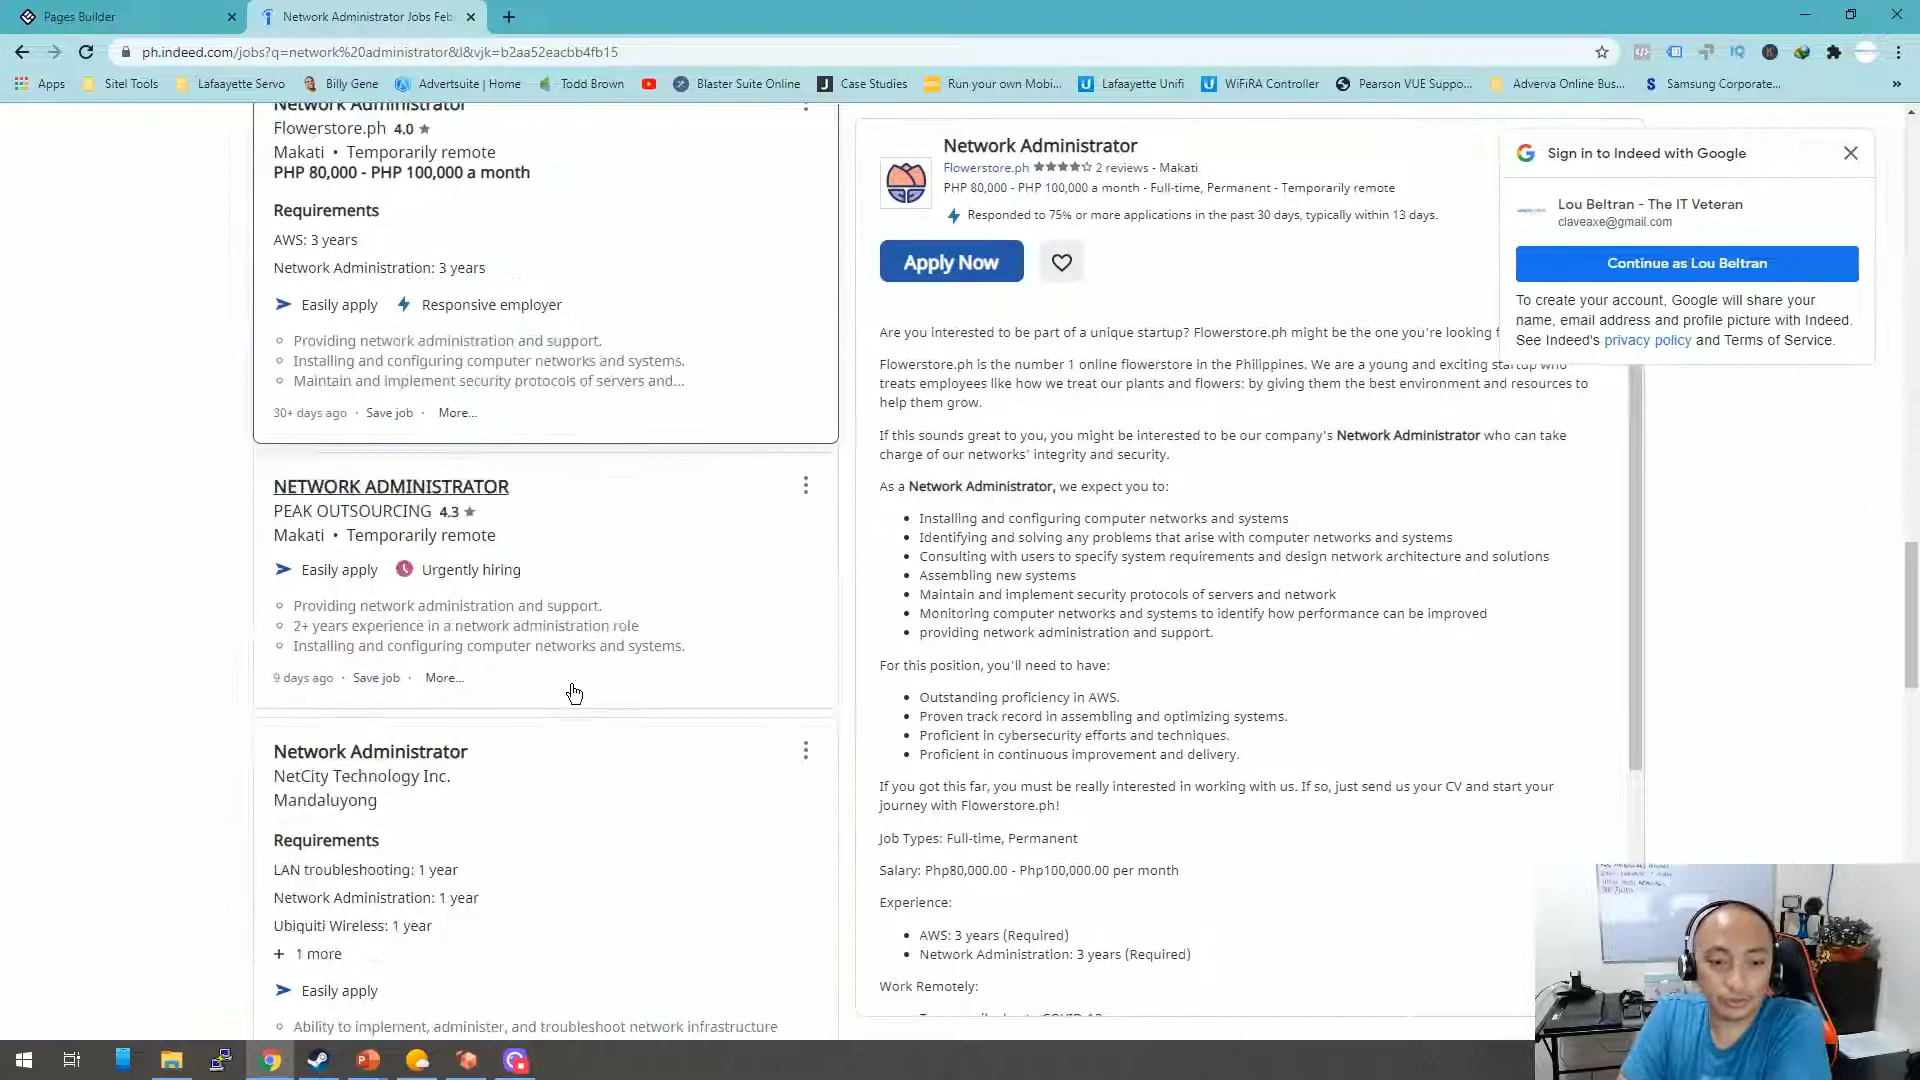 Pages Builder
Network Administrator Jobs Feb
ph.indeed.com/jobs?q=network%20administrator&l&vjk=b2aa52eacbb4fb15
Apps
Sitel Tools
Lafaayette Servo
Billy Gene
Advertsuite | Home
Todd Brown
Blaster Suite Online
Case Studies
Run your own Mobi...
Lafaayette Unifi
WiFiRA Controller
Pearson VUE Suppo...
Adverva Online Bus...
Samsung Corporate...
Network Administrator
Flowerstore.ph 4.0
Makati • Temporarily remote
PHP 80,000 - PHP 100,000 a month
Requirements
AWS: 3 years
Network Administration: 3 years
Easily apply Responsive employer
Providing network administration and support.
Installing and configuring computer networks and systems.
Maintain and implement security protocols of servers and...
30+ days ago · Save job · More...
NETWORK ADMINISTRATOR
PEAK OUTSOURCING 4.3
Makati • Temporarily remote
Easily apply Urgently hiring
Providing network administration and support.
2+ years experience in a network administration role
Installing and configuring computer networks and systems.
9 days ago · Save job · More...
Network Administrator
NetCity Technology Inc.
Mandaluyong
Requirements
LAN troubleshooting: 1 year
Network Administration: 1 year
Ubiquiti Wireless: 1 year
+ 1 more
Easily apply
Ability to implement, administer, and troubleshoot network infrastructure
Network Administrator
Flowerstore.ph 2 reviews - Makati
PHP 80,000 - PHP 100,000 a month - Full-time, Permanent - Temporarily remote
Responded to 75% or more applications in the past 30 days, typically within 13 days.
Apply Now
Are you interested to be part of a unique startup? Flowerstore.ph might be the one you're looking
Flowerstore.ph is the number 1 online flowerstore in the Philippines. We are a young and exciting startup who
treats employees like how we treat our plants and flowers: by giving them the best environment and resources to
help them grow.
If this sounds great to you, you might be interested to be our company's Network Administrator who can take
charge of our networks' integrity and security.
As a Network Administrator, we expect you to:
Installing and configuring computer networks and systems
Identifying and solving any problems that arise with computer networks and systems
Consulting with users to specify system requirements and design network architecture and solutions
Assembling new systems
Maintain and implement security protocols of servers and network
Monitoring computer networks and systems to identify how performance can be improved
providing network administration and support.
For this position, you'll need to have:
Outstanding proficiency in AWS.
Proven track record in assembling and optimizing systems.
Proficient in cybersecurity efforts and techniques.
Proficient in continuous improvement and delivery.
If you got this far, you must be really interested in working with us. If so, just send us your CV and start your
journey with Flowerstore.ph!
Job Types: Full-time, Permanent
Salary: Php80,000.00 - Php100,000.00 per month
Experience:
AWS: 3 years (Required)
Network Administration: 3 years (Required)
Work Remotely:
Sign in to Indeed with Google
Lou Beltran - The IT Veteran
claveaxe@gmail.com
Continue as Lou Beltran
To create your account, Google will share your
name, email address and profile picture with Indeed.
See Indeed's privacy policy and Terms of Service.